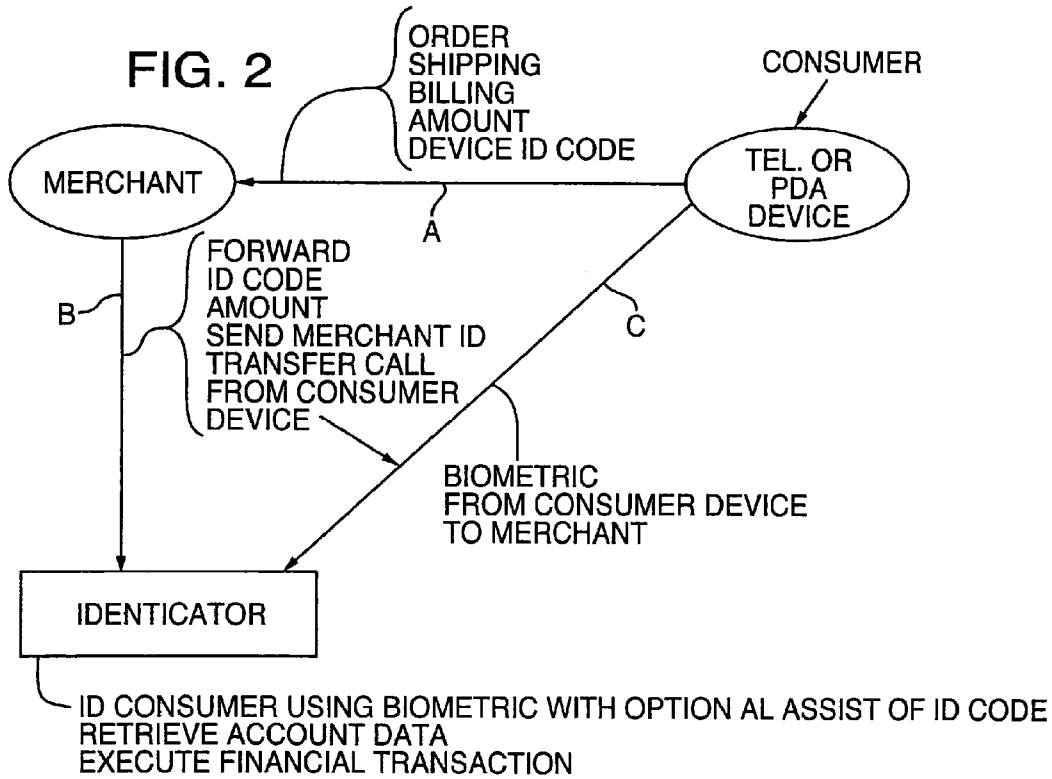 FIG. 2
ORDER
SHIPPING
BILLING
AMOUNT
DEVICE ID CODE
CONSUMER
MERCHANT
TEL. OR
PDA
DEVICE
A
B
FORWARD
ID CODE
AMOUNT
SEND MERCHANT ID
TRANSFER CALL
FROM CONSUMER
DEVICE
C
BIOMETRIC
FROM CONSUMER DEVICE
TO MERCHANT
IDENTICATOR
ID CONSUMER USING BIOMETRIC WITH OPTION AL ASSIST OF ID CODE
RETRIEVE ACCOUNT DATA
EXECUTE FINANCIAL TRANSACTION